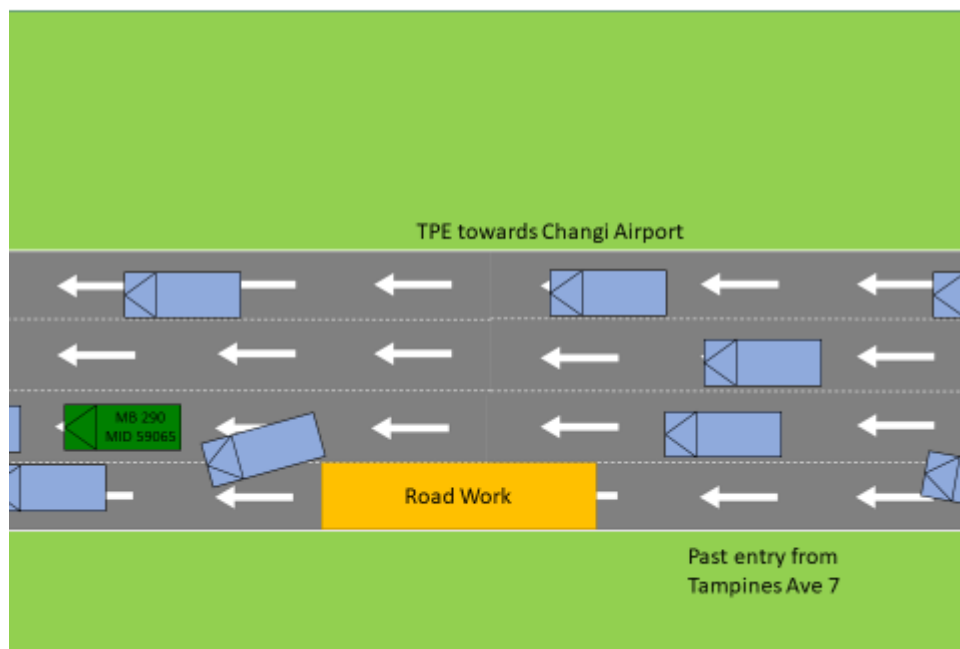 TPE towards Changi Airport
MB 290
MID 59065
Road Work
Past entry from
Tampines Ave 7